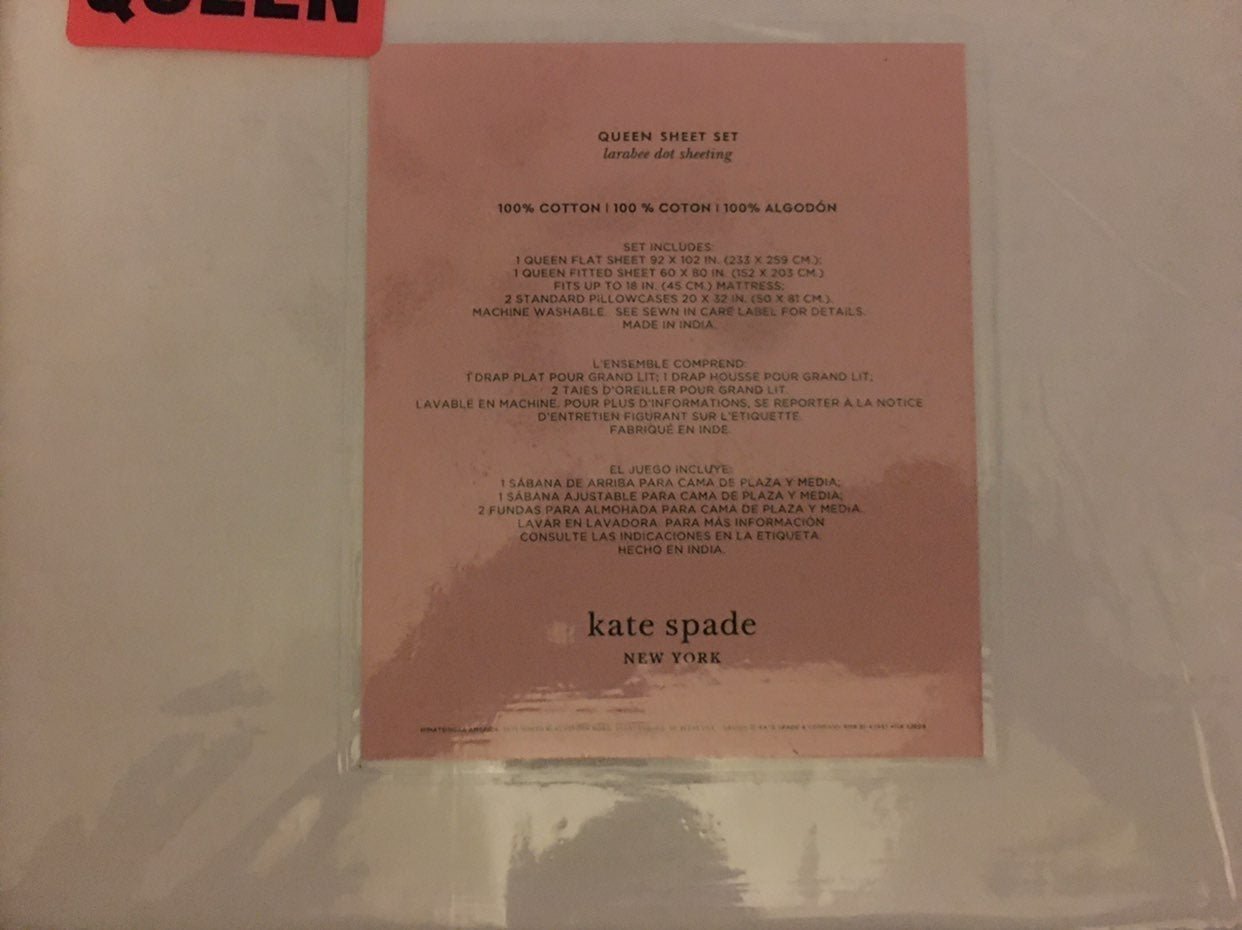 QUEEN
QUEEN SHEET SET
larabee dot sheeting
100% COTTON | 100 % COTON | 100% ALGODÓN
SET INCLUDES:
1 QUEEN FLAT SHEET 92 X 102 IN. (233 X 259 CM.);
1 QUEEN FITTED SHEET 60 X 80 IN. (152 X 203 CM.)
FITS UP TO 18 IN. (45 CM.) MATTRESS;
2 STANDARD PILLOWCASES 20 X 32 IN. (50 X 81 CM.).
MACHINE WASHABLE. SEE SEWN IN CARE LABEL FOR DETAILS.
MADE IN INDIA.
L'ENSEMBLE COMPREND:
1 DRAP PLAT POUR GRAND LIT; 1 DRAP HOUSSE POUR GRAND LIT;
2 TAIES D'OREILLER POUR GRAND LIT.
LAVABLE EN MACHINE. POUR PLUS D'INFORMATIONS, SE REPORTER À LA NOTICE
D'ENTRETIEN FIGURANT SUR L'ETIQUETTE.
FABRIQUÉ EN INDE.
EL JUEGO INCLUYE:
1 SÁBANA DE ARRIBA PARA CAMA DE PLAZA Y MEDIA;
1 SÁBANA AJUSTABLE PARA CAMA DE PLAZA Y MEDIA;
2 FUNDAS PARA ALMOHADA PARA CAMA DE PLAZA Y MEDIA.
LAVAR EN LAVADORA. PARA MÁS INFORMACIÓN
CONSULTE LAS INDICACIONES EN LA ETIQUETA.
HECHO EN INDIA.
kate spade
NEW YORK